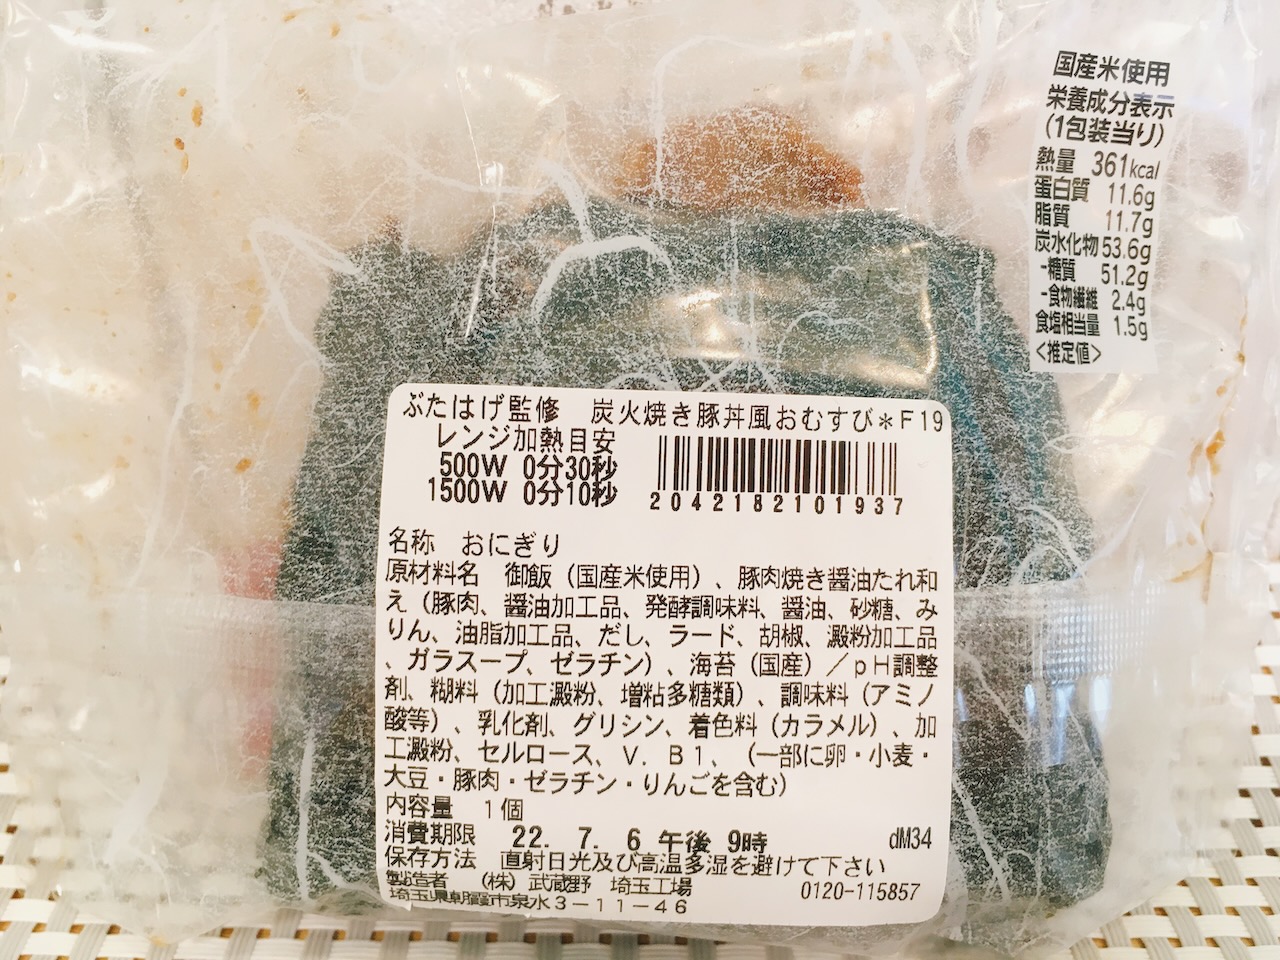 国産米使用
栄養成分表示
(1包装当り)
熱量 361kcal
蛋白質 11.6g
脂質 11.7g
炭水化物 53.6g
-糖質 51.2g
-食物繊維 2.4g
食塩相当量 1.5g
<推定値>
ぶたはげ監修 炭火焼き豚丼風おむすび*F19
レンジ加熱目安
500W 0分30秒
1500W 0分10秒
2042182101937
名称 おにぎり
原材料名 御飯(国産米使用)、豚肉焼き醤油たれ和
え(豚肉、醤油加工品、発酵調味料、醤油、砂糖、み
りん、油脂加工品、だし、ラード、胡椒、澱粉加工品
、ガラスープ、ゼラチン)、海苔(国産)/pH調整
剤、糊料(加工澱粉、増粘多糖類)、調味料(アミノ
酸等)、乳化剤、グリシン、着色料(カラメル)、加
工澱粉、セルロース、V.B1、(一部に卵・小麦・
大豆・豚肉・ゼラチン・りんごを含む)
内容量 1個
消費期限 22. 7. 6 午後 9時 dM34
保存方法 直射日光及び高温多湿を避けて下さい
製造者 (株)武蔵野 埼玉工場
埼玉県朝霞市泉水3-11-46 0120-115857